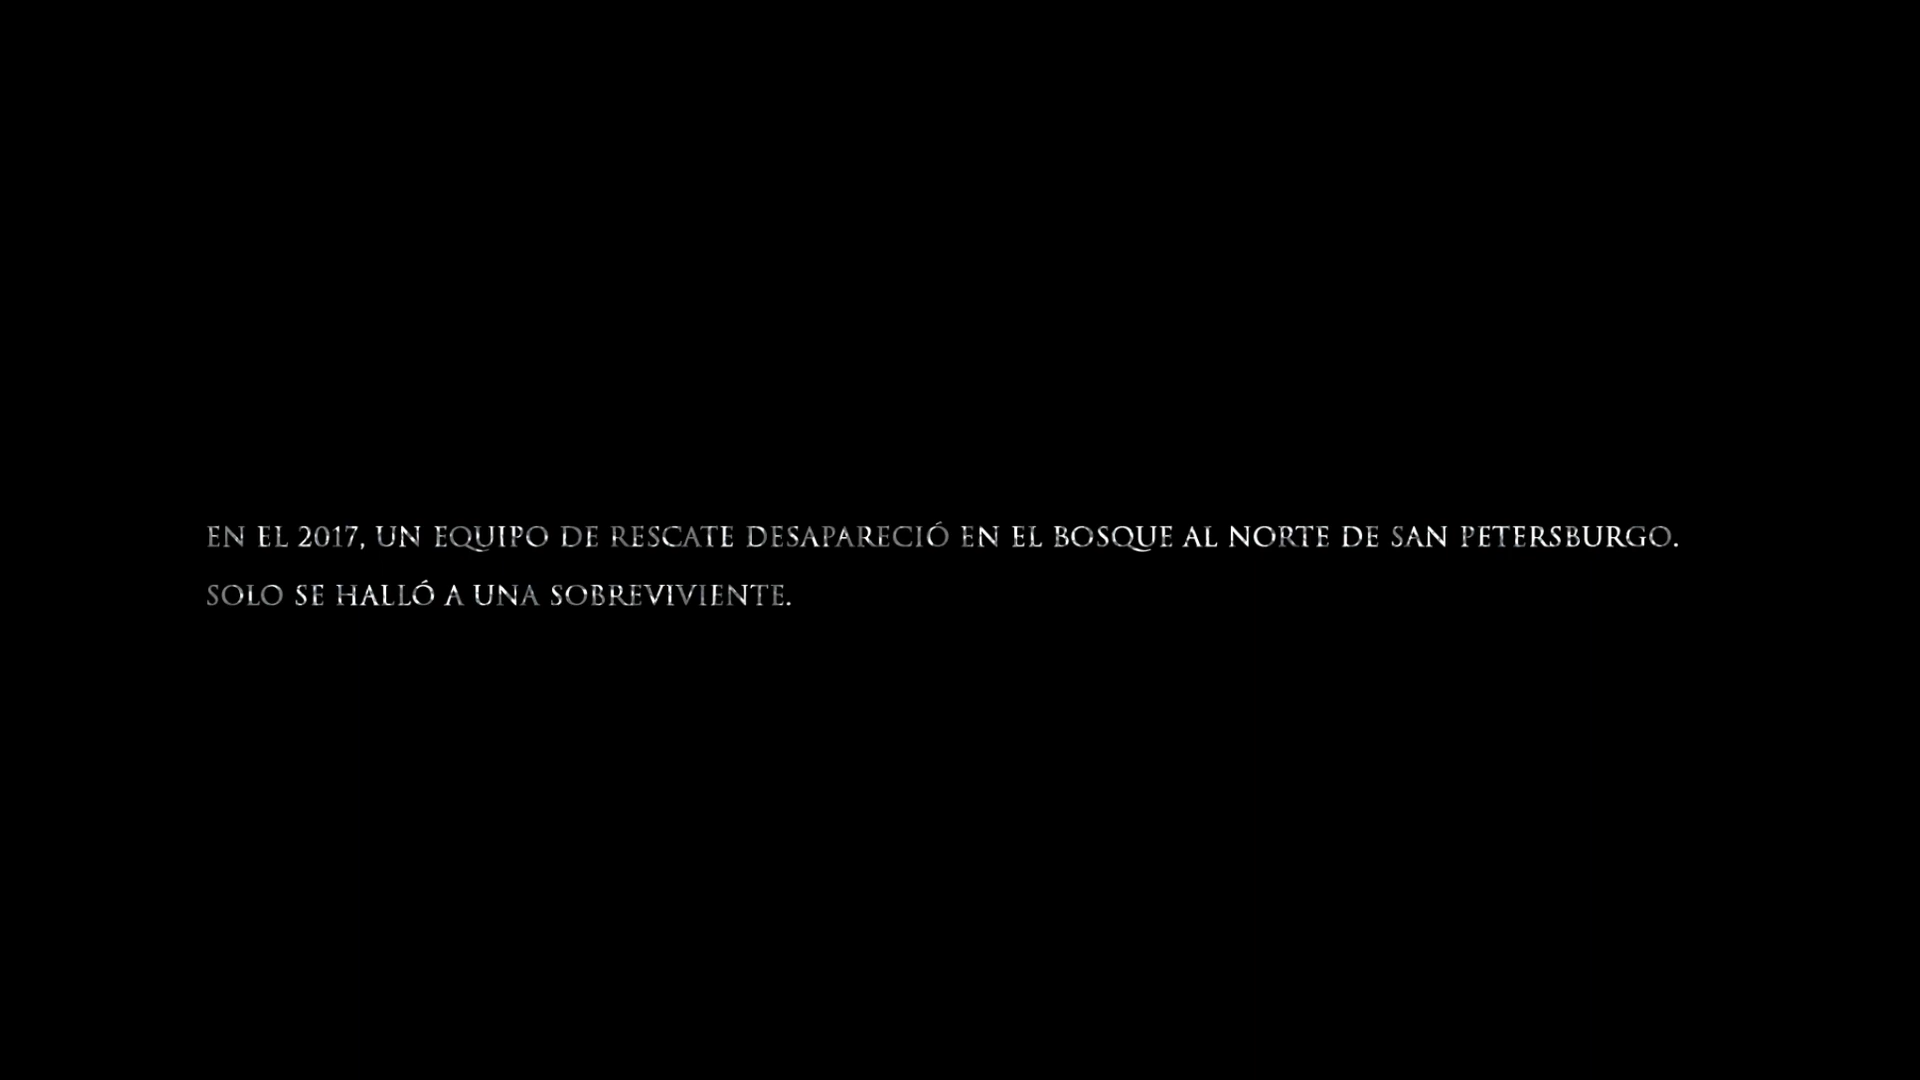 EN EL 2017, UN EQUIPO DE RESCATE DESAPARECIÓ EN EL BOSQUE AL NORTE DE SAN PETERSBURGO.
SOLO SE HALLÓ A UNA SOBREVIVIENTE.